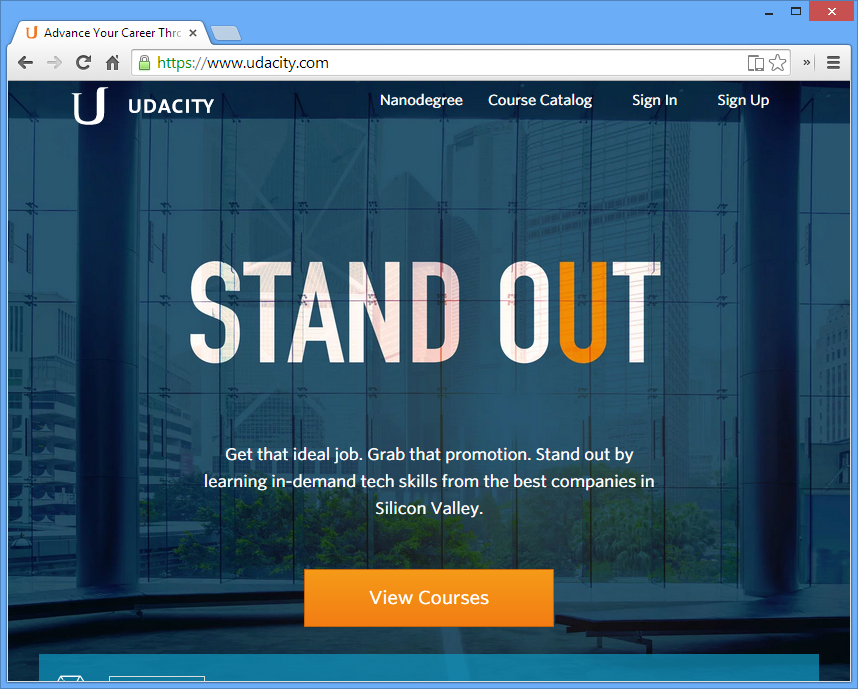 Advance Your Career Thro
https://www.udacity.com
UDACITY
Nanodegree Course Catalog Sign In Sign Up
STAND OUT
Get that ideal job. Grab that promotion. Stand out by
learning in-demand tech skills from the best companies in
Silicon Valley.
View Courses